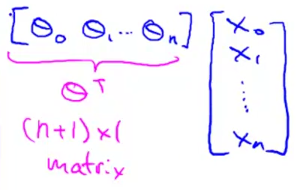 [θ₀ θ₁ ... θₙ] [x₀
x₁
⋮
xₙ]
θᵀ
(n+1)×1
matrix